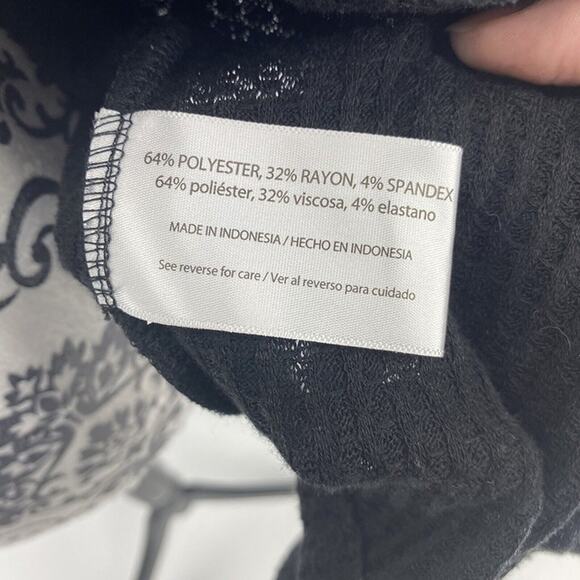 64% POLYESTER, 32% RAYON, 4% SPANDEX
64% poliéster, 32% viscosa, 4% elastano
MADE IN INDONESIA / HECHO EN INDONESIA
See reverse for care / Ver al reverso para cuidado